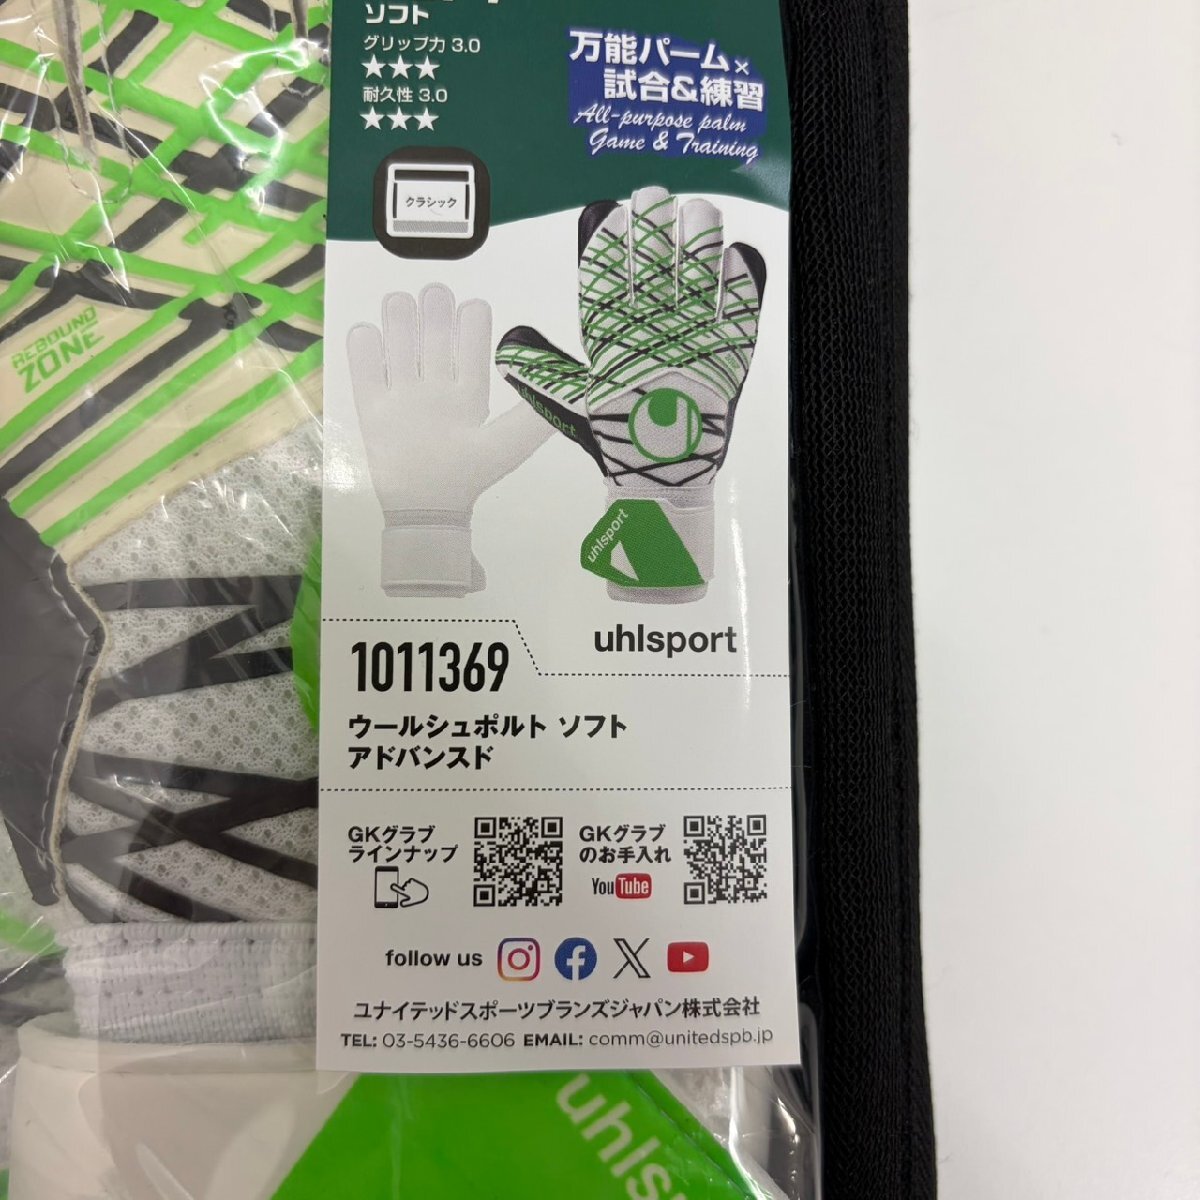 ソフト
グリップ力 3.0
★★★
耐久性 3.0
★★★
万能パーム×
試合&練習
All-purpose palm
Game & Training
クラシック
REBOUND
ZONE
uhlsport
uhlsport
uhlsport
1011369
ウールシュポルト ソフト
アドバンスド
GKグラブ
ラインナップ
GKグラブ
のお手入れ
YouTube
follow us
ユナイテッドスポーツブランズジャパン株式会社
TEL: 03-5436-6606 EMAIL: comm@unitedspb.jp
uhlsport